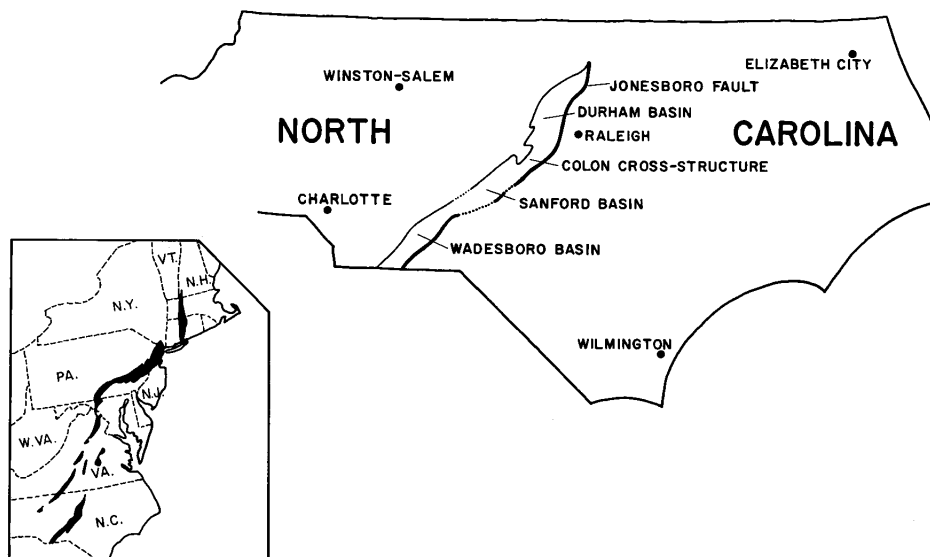 ELIZABETH CITY
WINSTON-SALEM
JONESBORO FAULT
DURHAM BASIN
NORTH
RALEIGH
CAROLINA
COLON CROSS-STRUCTURE
CHARLOTTE
SANFORD BASIN
WADESBORO BASIN
VT.
N.H.
N.Y.
WILMINGTON
PA.
N.J.
W.VA.
VA.
N.C.